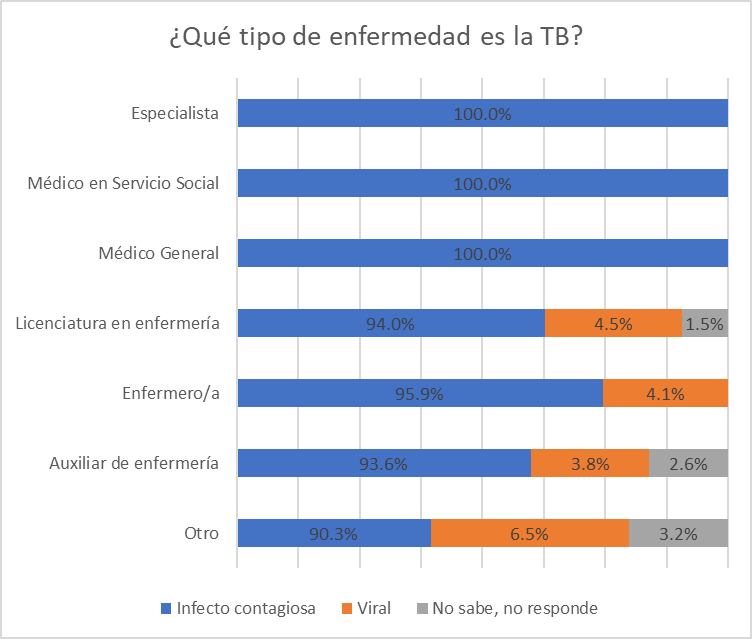 ¿Qué tipo de enfermedad es la TB?
Especialista 100.0%
Médico en Servicio Social 100.0%
Médico General 100.0%
Licenciatura en enfermería 94.0% 4.5% 1.5%
Enfermero/a 95.9% 4.1%
Auxiliar de enfermería 93.6% 3.8% 2.6%
Otro 90.3% 6.5% 3.2%
Infecto contagiosa Viral No sabe, no responde